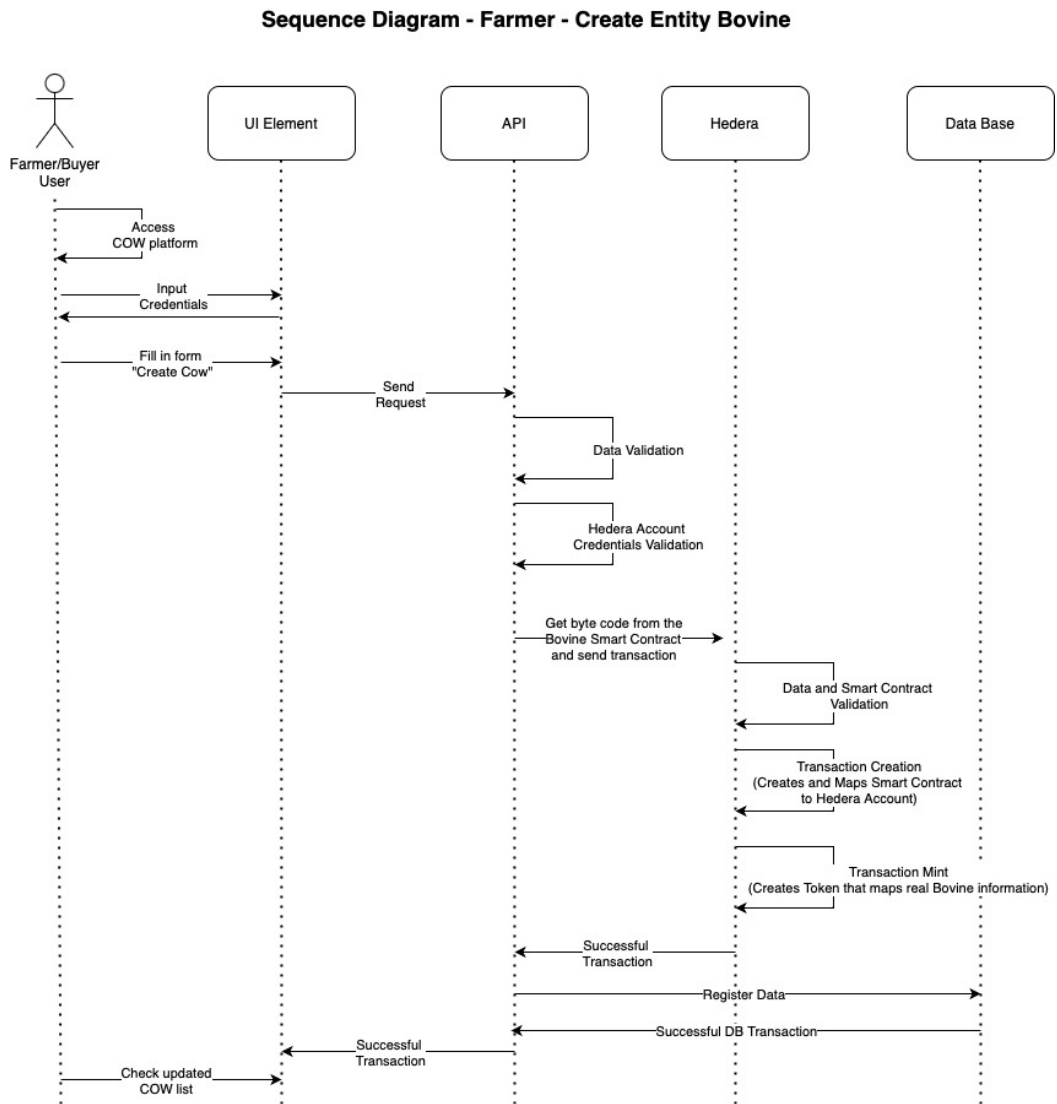 Sequence Diagram - Farmer - Create Entity Bovine
UI Element
API
Hedera
Data Base
Farmer/Buyer
User
Access
COW platform
Input
Credentials
Fill in form
"Create Cow"
Send
Request
Data Validation
Hedera Account
Credentials Validation
Get byte code from the
Bovine Smart Contract
and send transaction
Data and Smart Contract
Validation
Transaction Creation
(Creates and Maps Smart Contract
to Hedera Account)
Transaction Mint
(Creates Token that maps real Bovine information)
Successful
Transaction
Register Data
Successful DB Transaction
Successful
Transaction
Check updated
COW list